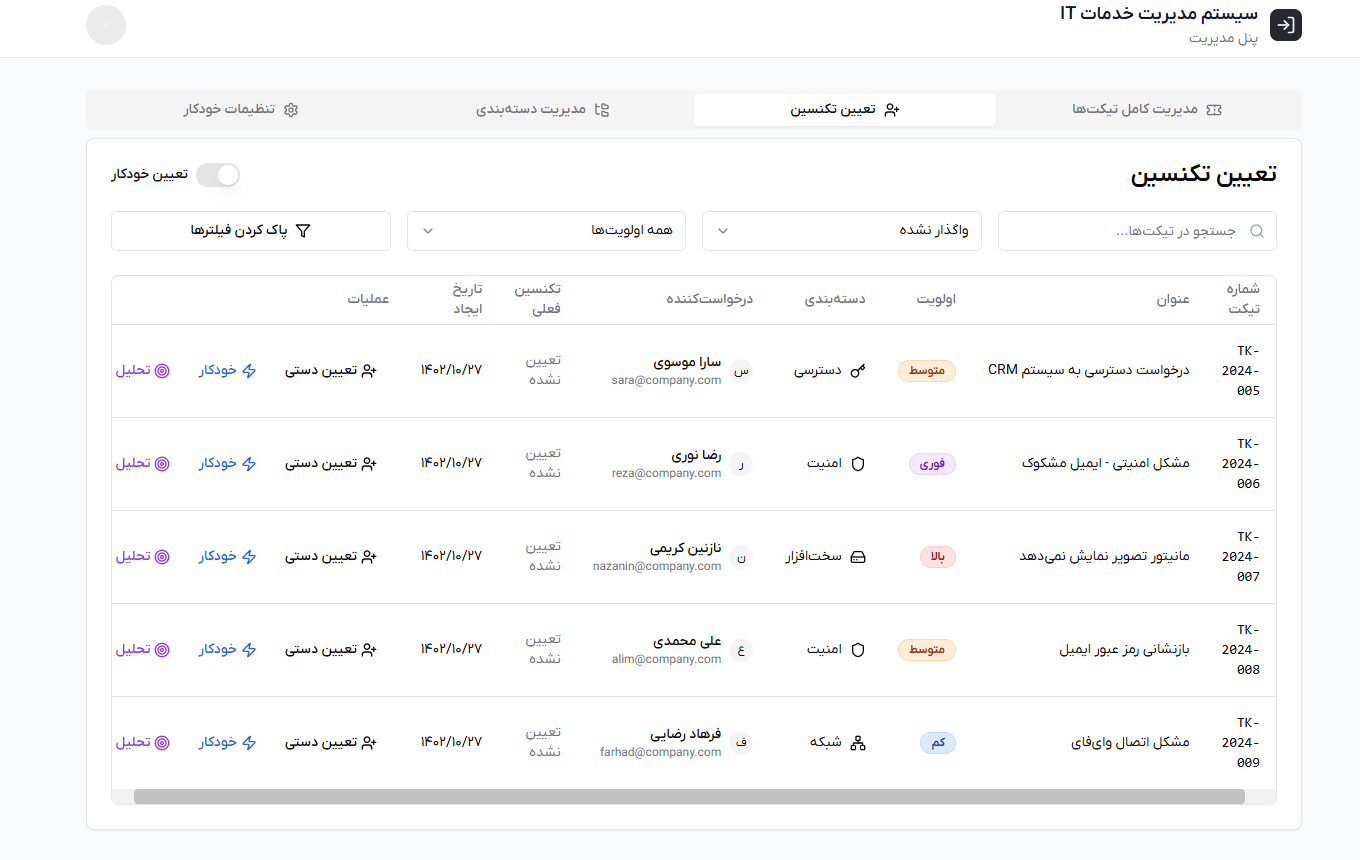 سیستم مدیریت خدمات IT
پنل مدیریت
مدیریت کامل تیکت‌ها
تعیین تکنسین
مدیریت دسته‌بندی
تنظیمات خودکار
تعیین تکنسین
تعیین خودکار
جستجو در تیکت‌ها...
واگذار نشده
همه اولویت‌ها
پاک کردن فیلترها
شماره تیکت
عنوان
اولویت
دسته‌بندی
درخواست‌کننده
تکنسین فعلی
تاریخ ایجاد
عملیات
TK-2024-005
درخواست دسترسی به سیستم CRM
متوسط
دسترسی
س
سارا موسوی
sara@company.com
تعیین نشده
۱۴۰۲/۱۰/۲۷
تعیین دستی
خودکار
تحلیل
TK-2024-006
مشکل امنیتی - ایمیل مشکوک
فوری
امنیت
ر
رضا نوری
reza@company.com
تعیین نشده
۱۴۰۲/۱۰/۲۷
تعیین دستی
خودکار
تحلیل
TK-2024-007
مانیتور تصویر نمایش نمی‌دهد
بالا
سخت‌افزار
ن
نازنین کریمی
nazanin@company.com
تعیین نشده
۱۴۰۲/۱۰/۲۷
تعیین دستی
خودکار
تحلیل
TK-2024-008
بازنشانی رمز عبور ایمیل
متوسط
امنیت
ع
علی محمدی
alim@company.com
تعیین نشده
۱۴۰۲/۱۰/۲۷
تعیین دستی
خودکار
تحلیل
TK-2024-009
مشکل اتصال وای‌فای
کم
شبکه
ف
فرهاد رضایی
farhad@company.com
تعیین نشده
۱۴۰۲/۱۰/۲۷
تعیین دستی
خودکار
تحلیل